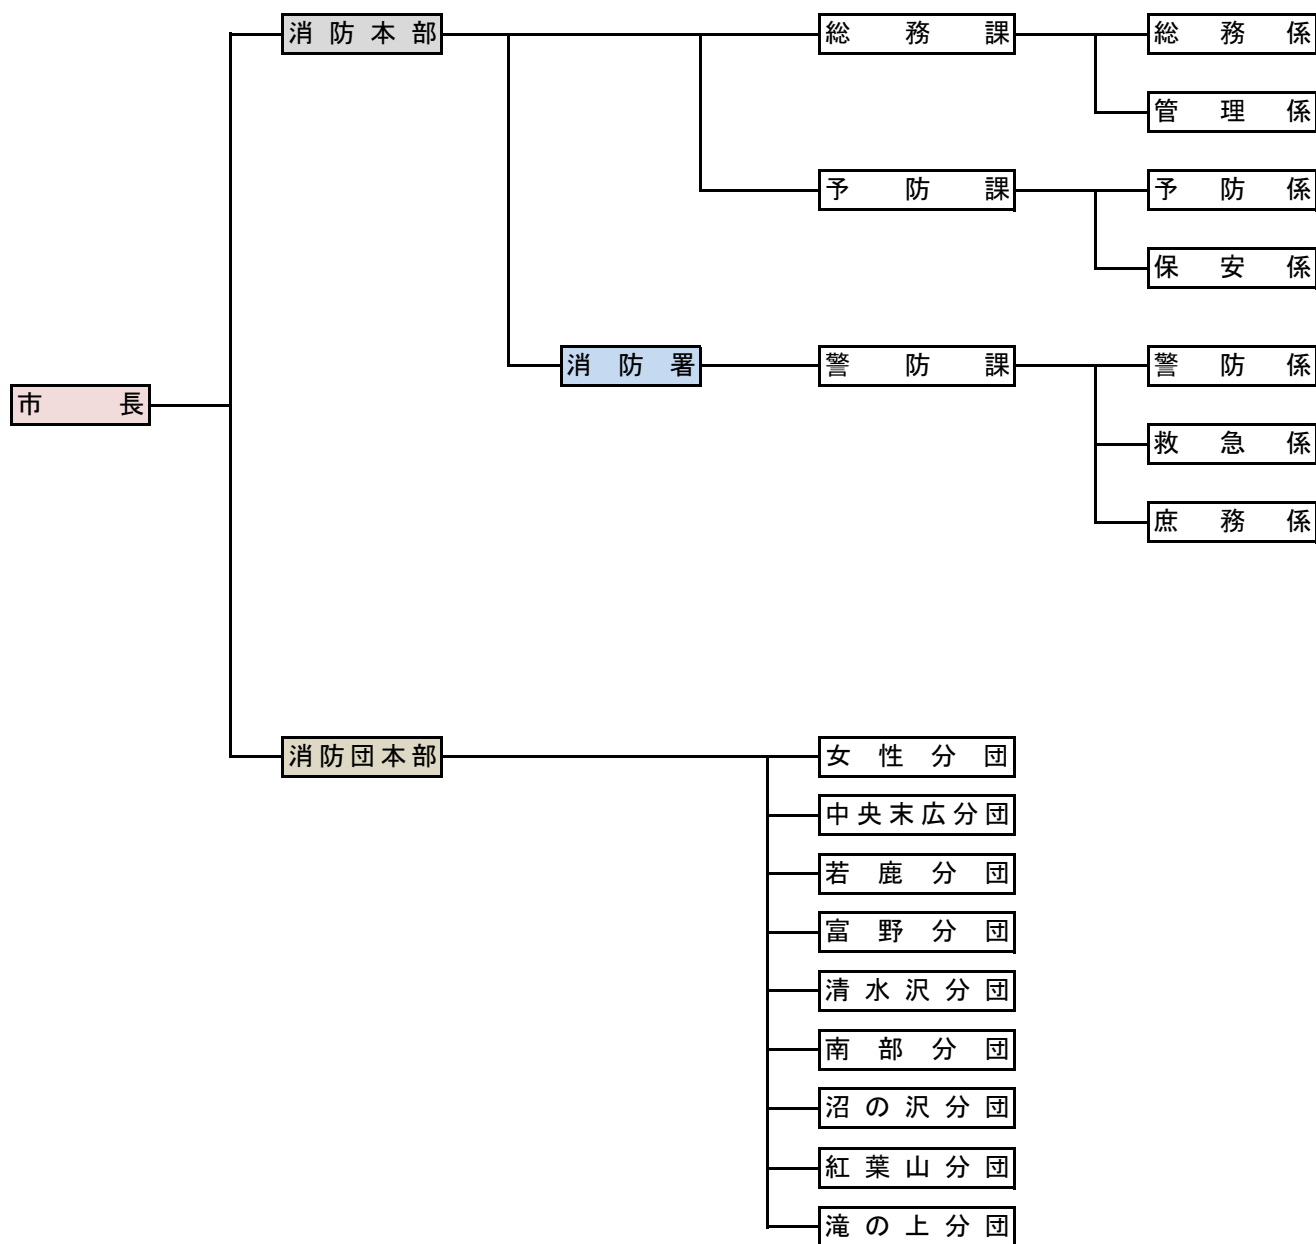 消防本部
総務課
総務係
管理係
予防課
予防係
保安係
消防署
警防課
警防係
市長
救急係
庶務係
消防団本部
女性分団
中央末広分団
若鹿分団
富野分団
清水沢分団
南部分団
沼の沢分団
紅葉山分団
滝の上分団